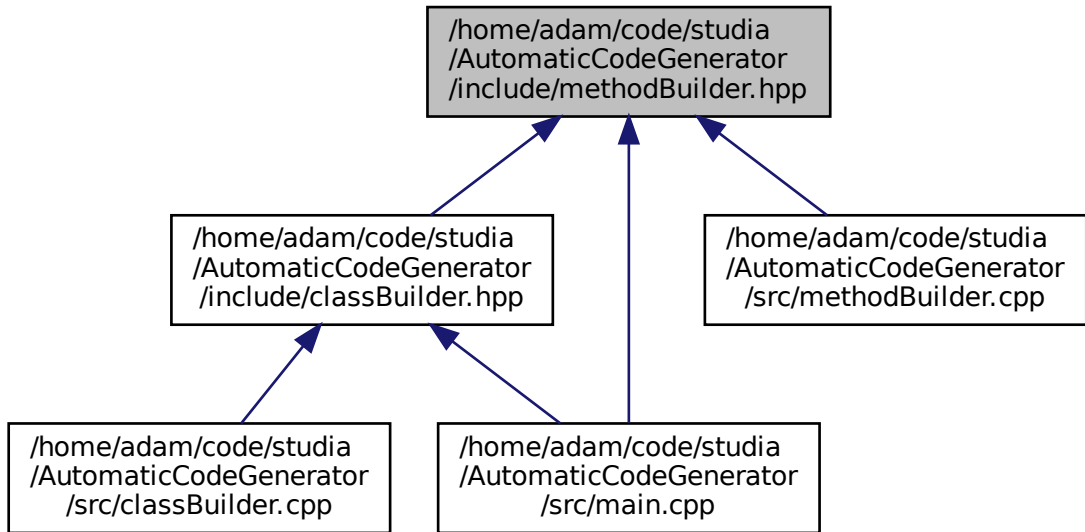 /home/adam/code/studia
/AutomaticCodeGenerator
/include/methodBuilder.hpp
/home/adam/code/studia
/AutomaticCodeGenerator
/include/classBuilder.hpp
/home/adam/code/studia
/AutomaticCodeGenerator
/src/methodBuilder.cpp
/home/adam/code/studia
/AutomaticCodeGenerator
/src/classBuilder.cpp
/home/adam/code/studia
/AutomaticCodeGenerator
/src/main.cpp